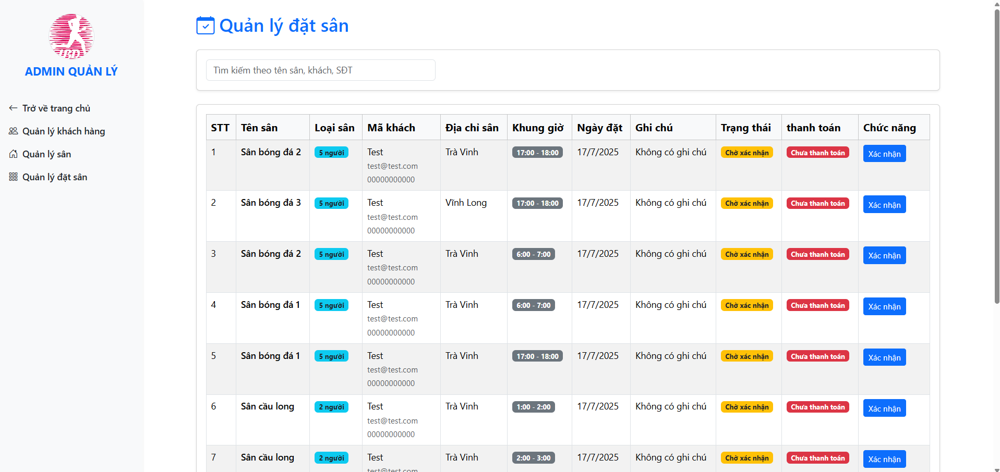 ADMIN QUẢN LÝ
Trở về trang chủ
Quản lý khách hàng
Quản lý sân
Quản lý đặt sân
Quản lý đặt sân
Tìm kiếm theo tên sân, khách, SĐT
STT Tên sân Loại sân Mã khách Địa chỉ sân Khung giờ Ngày đặt Ghi chú Trạng thái thanh toán Chức năng
1 Sân bóng đá 2 5 người Test Trà Vinh 17:00 - 18:00 17/7/2025 Không có ghi chú Chờ xác nhận Chưa thanh toán Xác nhận
test@test.com
00000000000
2 Sân bóng đá 3 5 người Test Vĩnh Long 17:00 - 18:00 17/7/2025 Không có ghi chú Chờ xác nhận Chưa thanh toán Xác nhận
test@test.com
00000000000
3 Sân bóng đá 2 5 người Test Trà Vinh 6:00 - 7:00 17/7/2025 Không có ghi chú Chờ xác nhận Chưa thanh toán Xác nhận
test@test.com
00000000000
4 Sân bóng đá 1 5 người Test Trà Vinh 6:00 - 7:00 17/7/2025 Không có ghi chú Chờ xác nhận Chưa thanh toán Xác nhận
test@test.com
00000000000
5 Sân bóng đá 1 5 người Test Trà Vinh 17:00 - 18:00 17/7/2025 Không có ghi chú Chờ xác nhận Chưa thanh toán Xác nhận
test@test.com
00000000000
6 Sân cầu long 2 người Test Trà Vinh 1:00 - 2:00 17/7/2025 Không có ghi chú Chờ xác nhận Chưa thanh toán Xác nhận
test@test.com
00000000000
7 Sân cầu long 2 người Test Trà Vinh 2:00 - 3:00 17/7/2025 Không có ghi chú Chờ xác nhận Chưa thanh toán Xác nhận
test@test.com